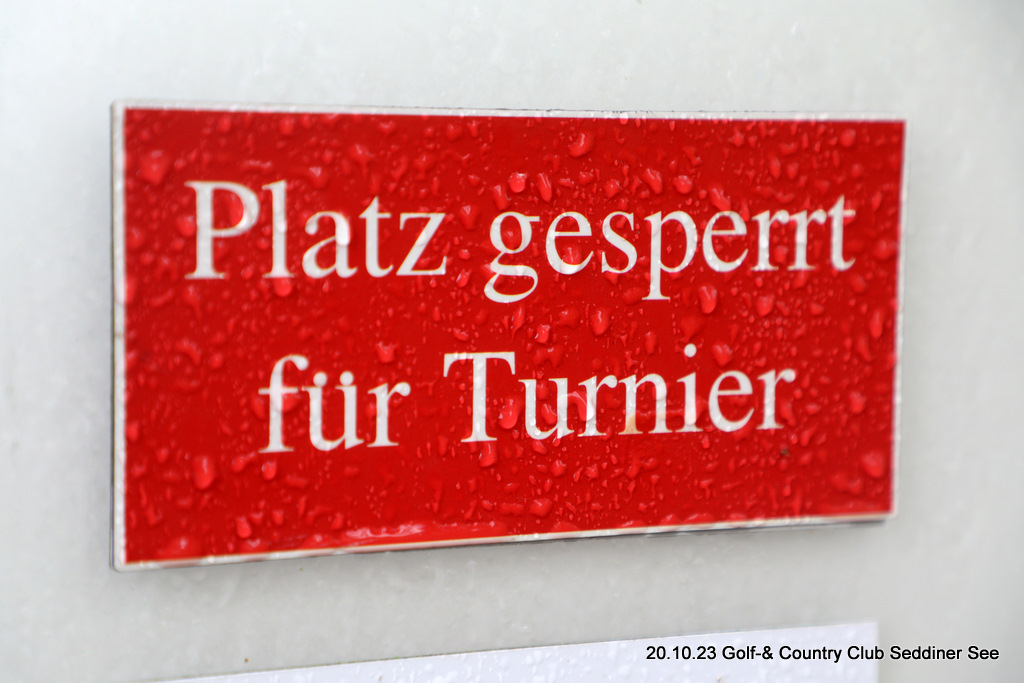 Platz gesperrt
für Turnier
20.10.23 Golf-& Country Club Seddiner See